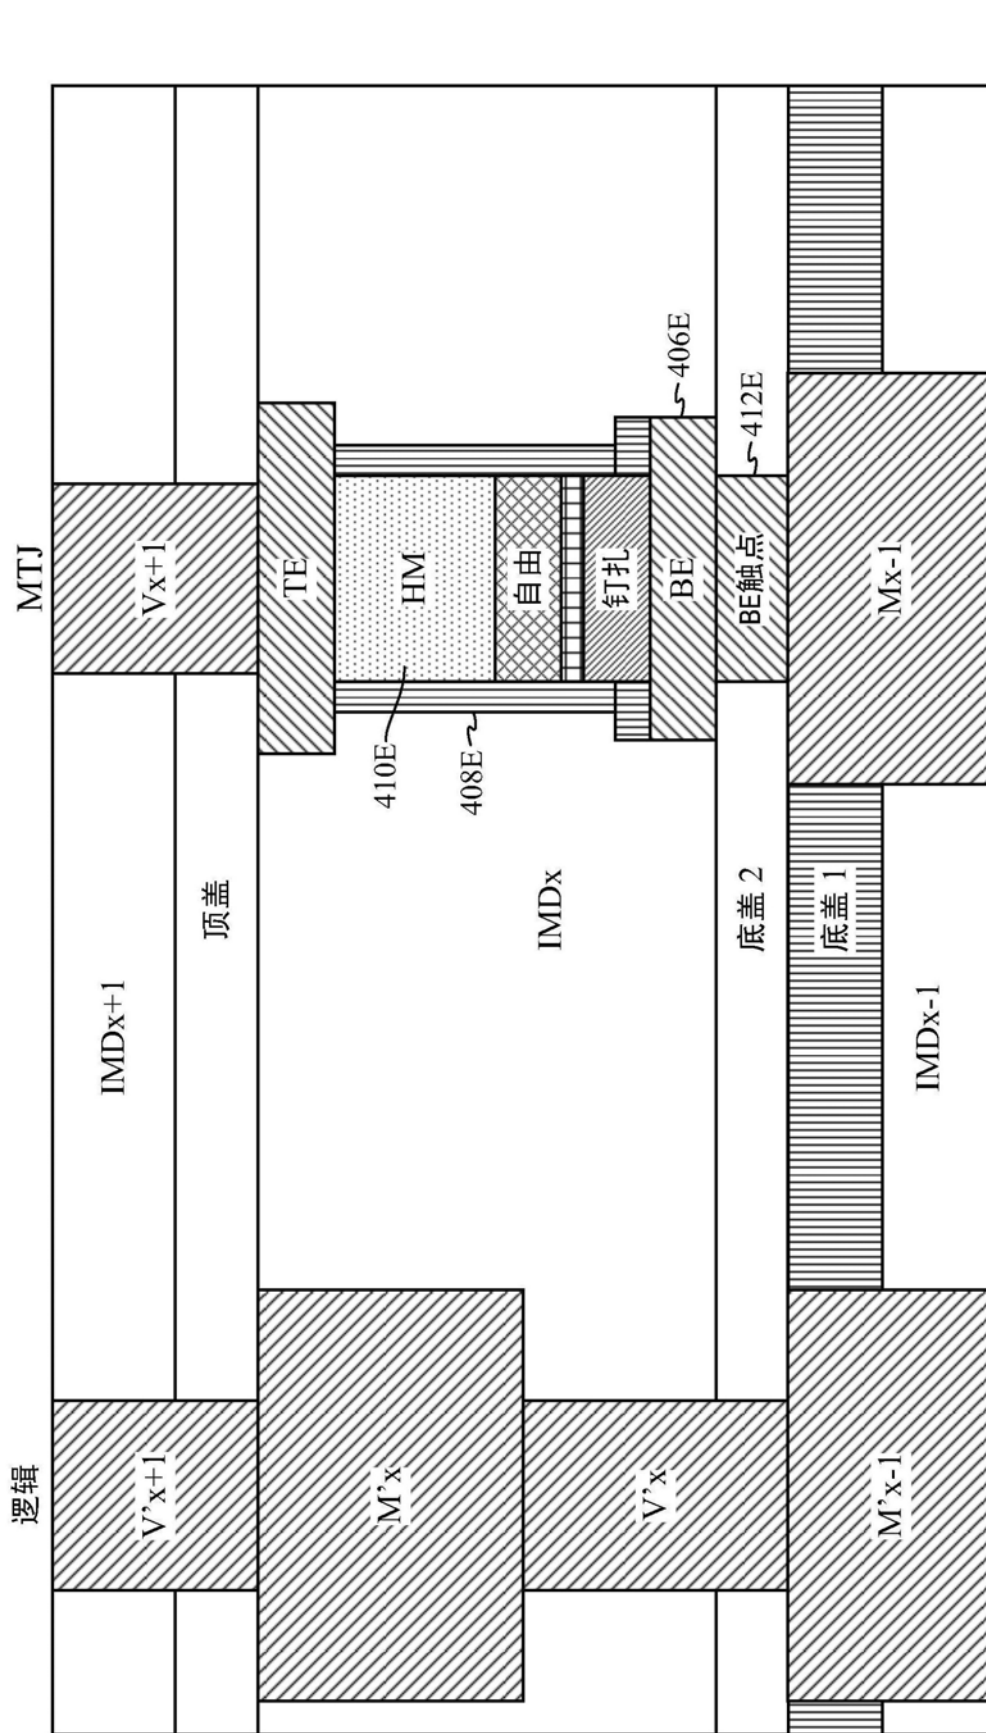 逻辑
MTJ
V'x+1
IMDx+1
Vx+1
顶盖
TE
M'x
410E
HM
408E
自由
IMDx
钉扎
V'x
BE
406E
底盖 2
BE触点
412E
底盖 1
M'x-1
IMDx-1
Mx-1